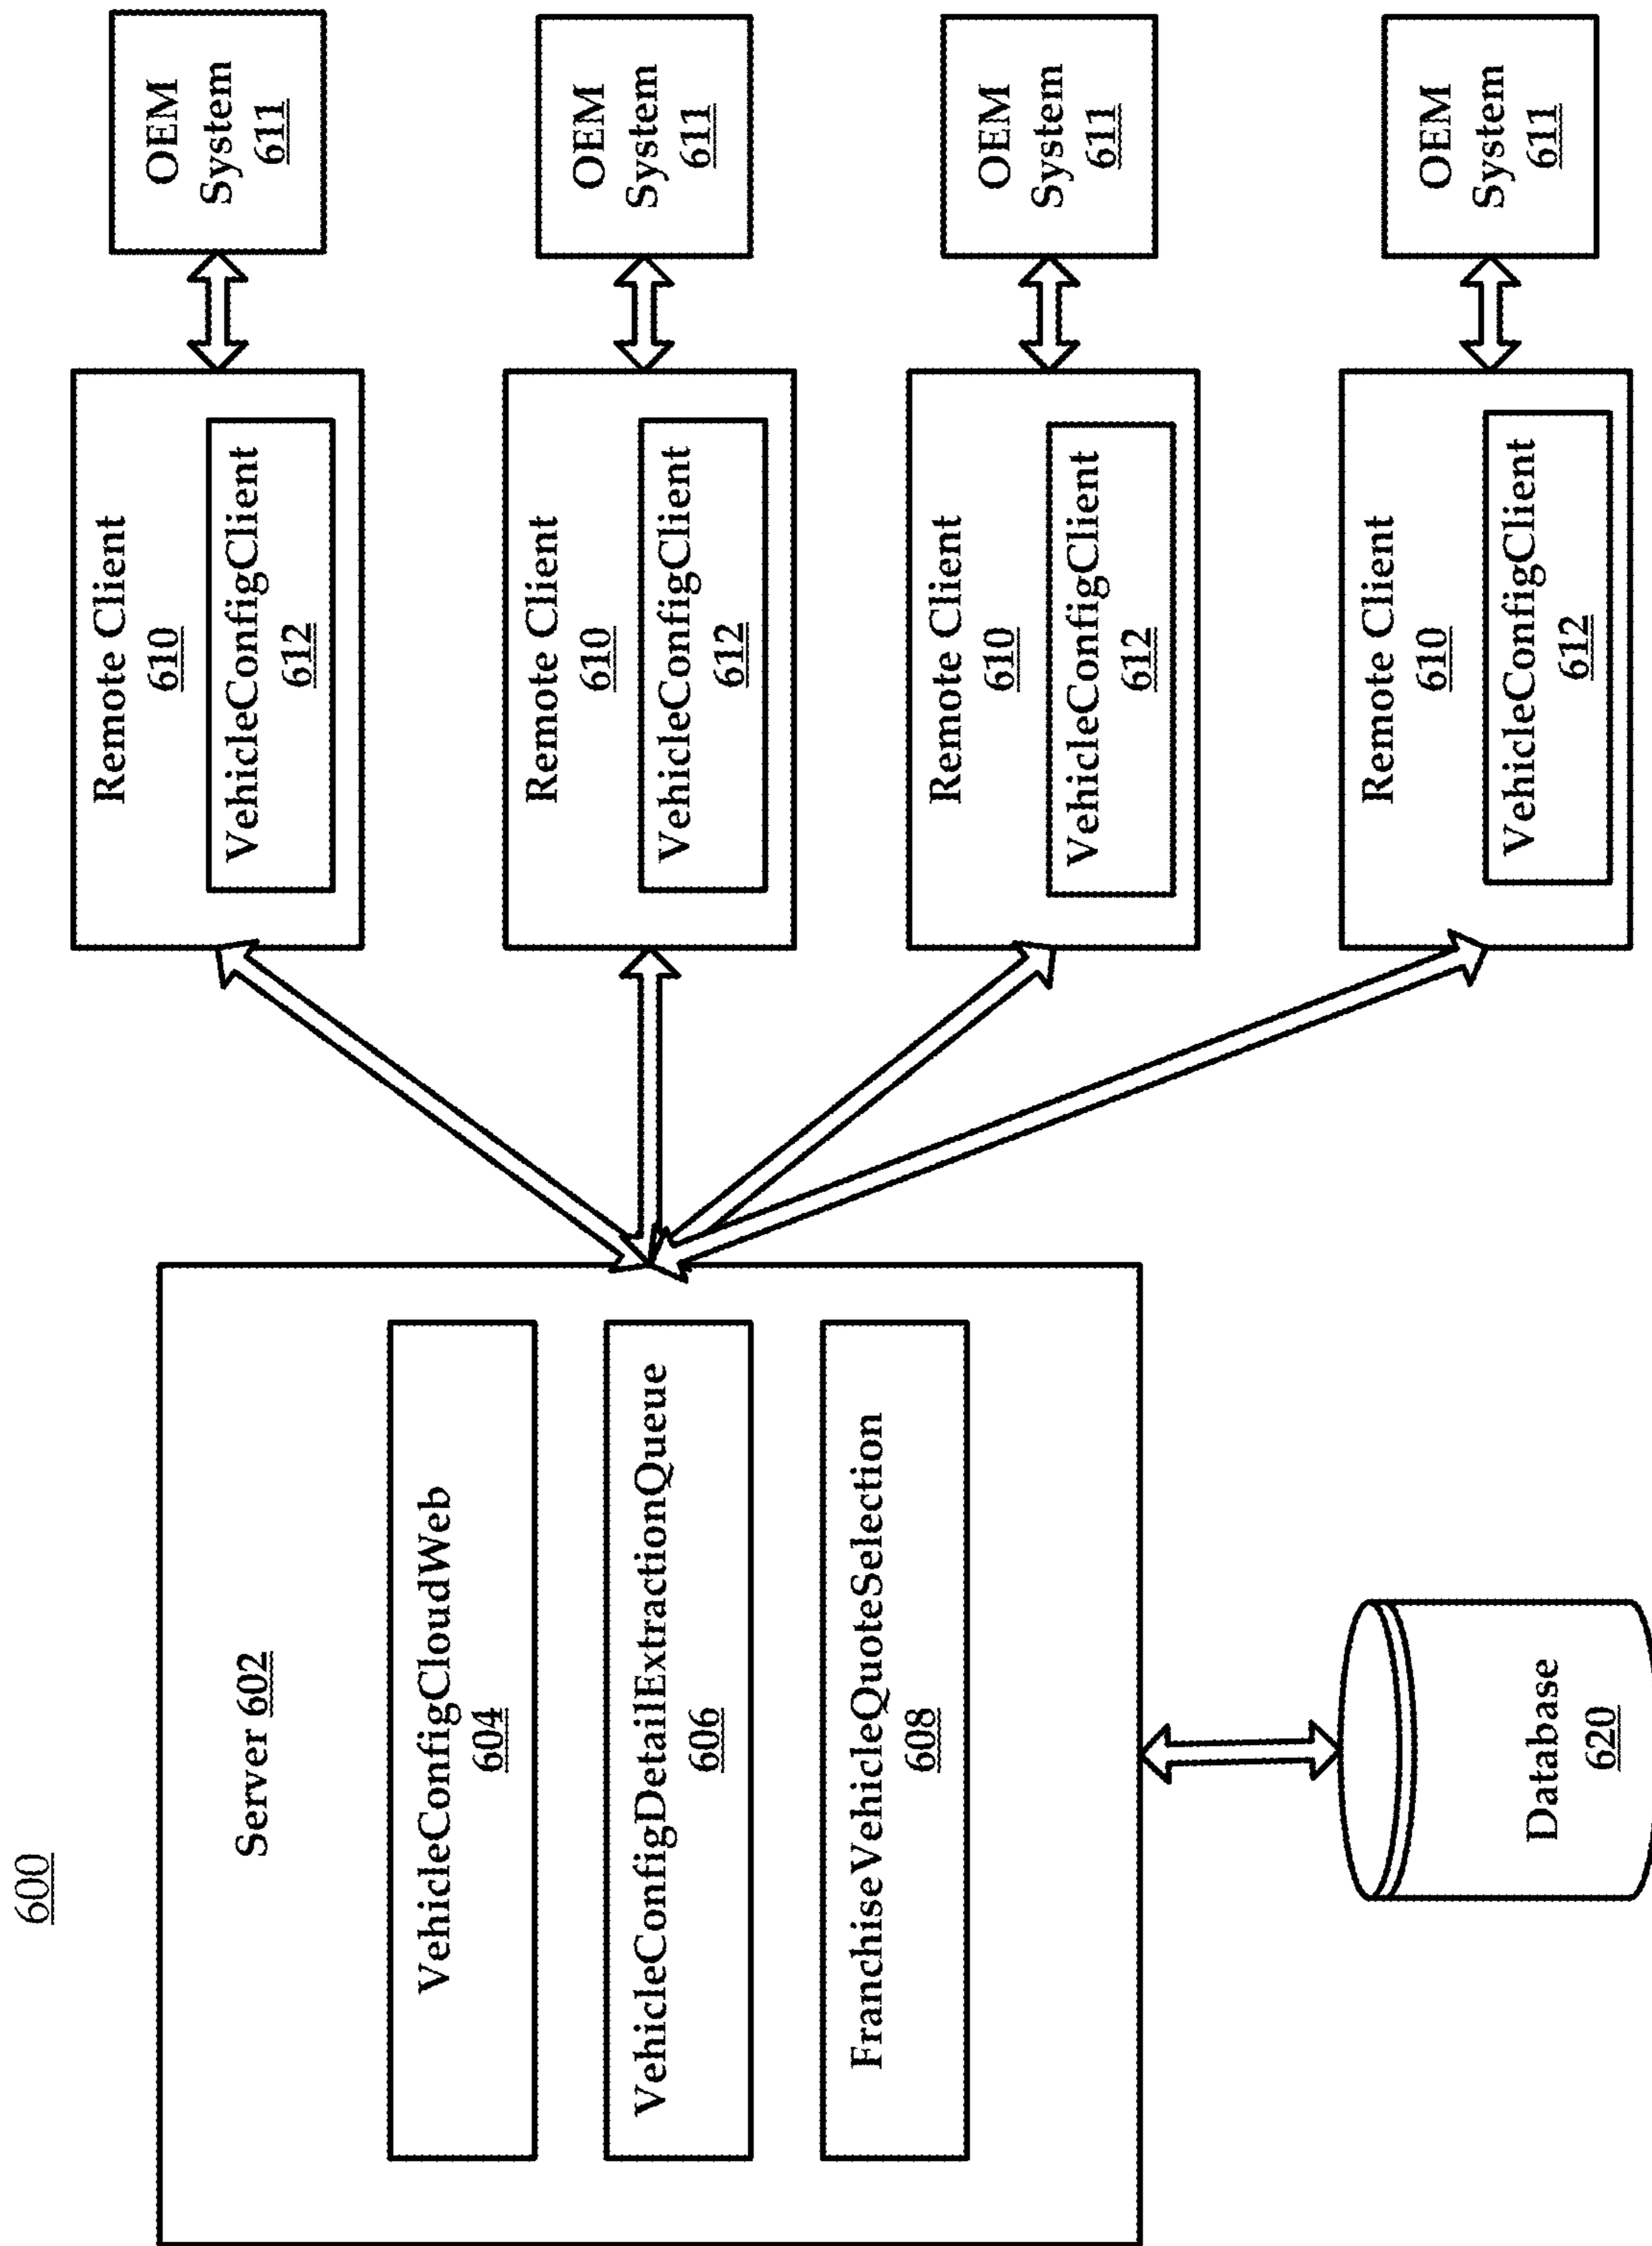 600
Server 602
VehicleConfigCloudWeb
604
VehicleConfigDetailExtractionQueue
606
FranchiseVehicleQuoteSelection
608
Database
620
Remote Client
610
VehicleConfigClient
612
OEM
System
611
Remote Client
610
VehicleConfigClient
612
OEM
System
611
Remote Client
610
VehicleConfigClient
612
OEM
System
611
Remote Client
610
VehicleConfigClient
612
OEM
System
611